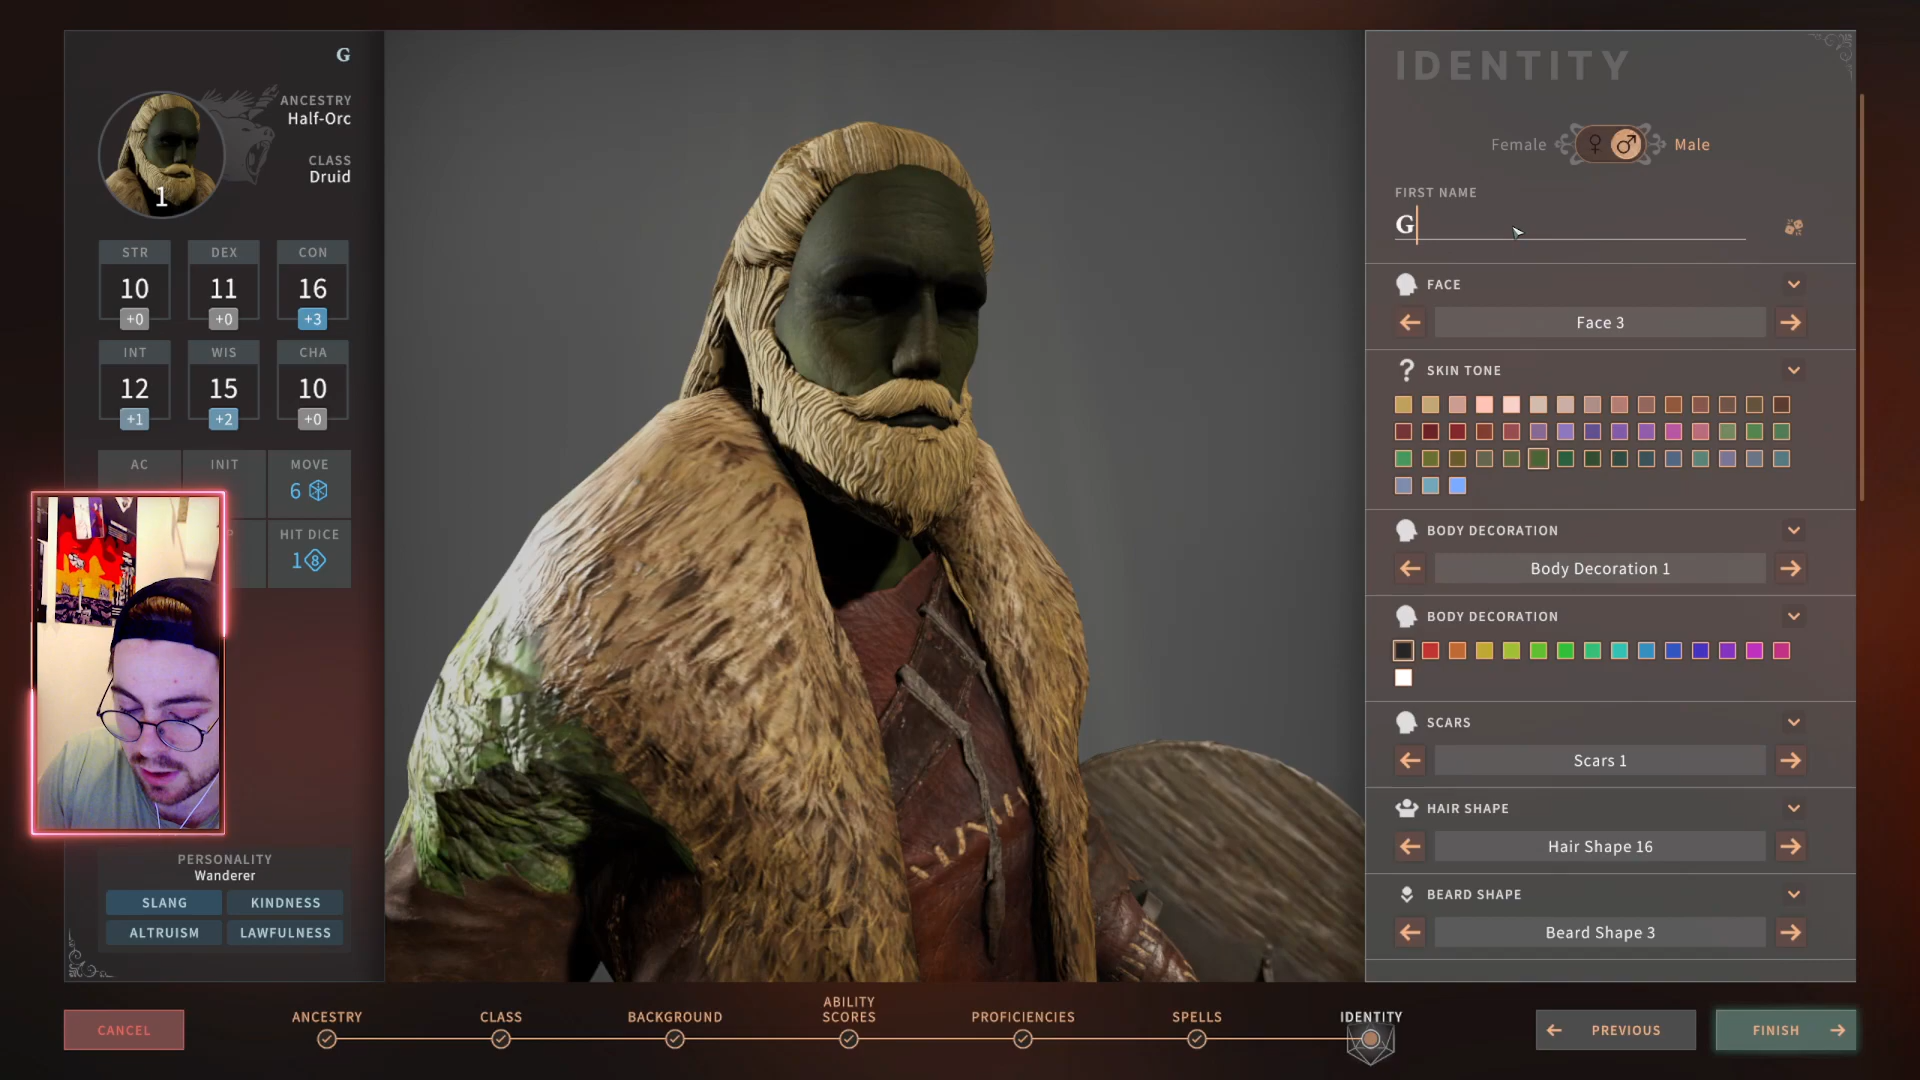 G
ANCESTRY
Half-Orc
CLASS
Druid
1
STR
DEX
CON
10
11
16
+0
+0
+3
INT
WIS
CHA
12
15
10
+1
+2
+0
AC
INIT
MOVE
6
HIT DICE
1
8
PERSONALITY
Wanderer
SLANG
KINDNESS
ALTRUISM
LAWFULNESS
IDENTITY
Female
Male
FIRST NAME
G
FACE
Face 3
SKIN TONE
BODY DECORATION
Body Decoration 1
BODY DECORATION
SCARS
Scars 1
HAIR SHAPE
Hair Shape 16
BEARD SHAPE
Beard Shape 3
CANCEL
ANCESTRY
CLASS
BACKGROUND
ABILITY
SCORES
PROFICIENCIES
SPELLS
IDENTITY
PREVIOUS
FINISH